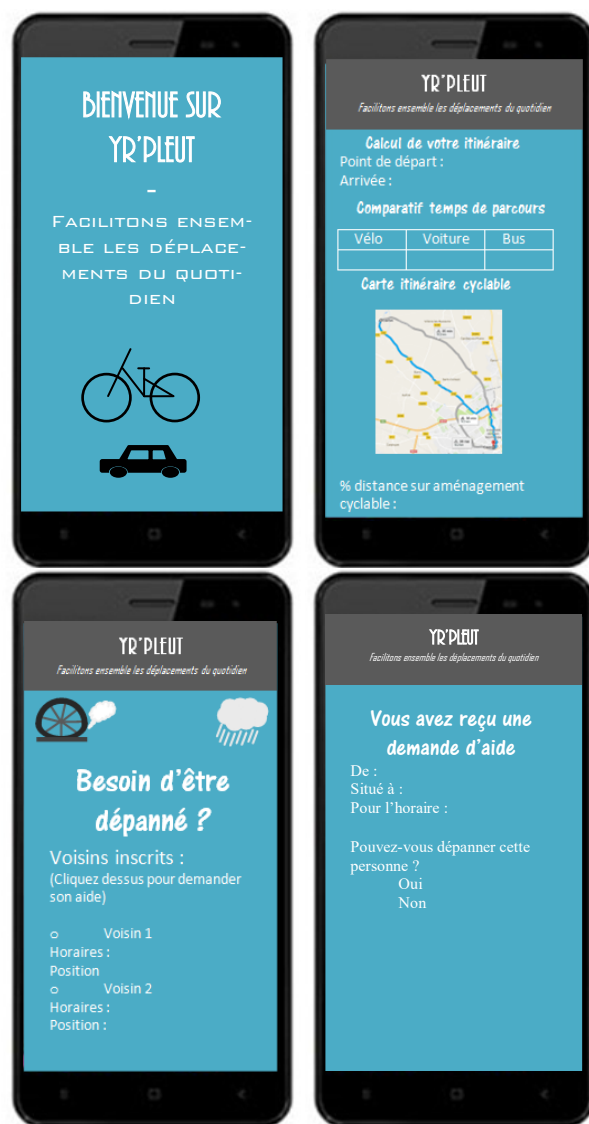 BIENVENUE SUR
YR'PLEUT
-
FACILITONS ENSEM-
BLE LES DÉPLACE-
MENTS DU QUOTI-
DIEN
YR'PLEUT
Facilitons ensemble les déplacements du quotidien
Calcul de votre itinéraire
Point de départ :
Arrivée :
Comparatif temps de parcours
Vélo Voiture Bus
Carte itinéraire cyclable
% distance sur aménagement
cyclable :
YR'PLEUT
Facilitons ensemble les déplacements du quotidien
Besoin d'être
dépanné ?
Voisins inscrits :
(Cliquez dessus pour demander
son aide)
o Voisin 1
Horaires :
Position
o Voisin 2
Horaires :
Position :
YR'PLEUT
Facilitons ensemble les déplacements du quotidien
Vous avez reçu une
demande d'aide
De :
Situé à :
Pour l'horaire :
Pouvez-vous dépanner cette
personne ?
Oui
Non